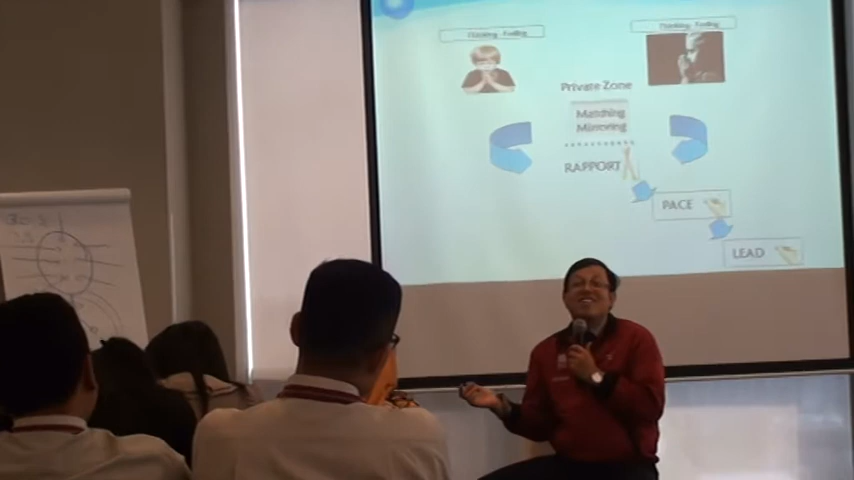 Thinking - Feeling
Thinking - Feeling
Private Zone
Matching
Mirroring
RAPPORT
PACE
LEAD